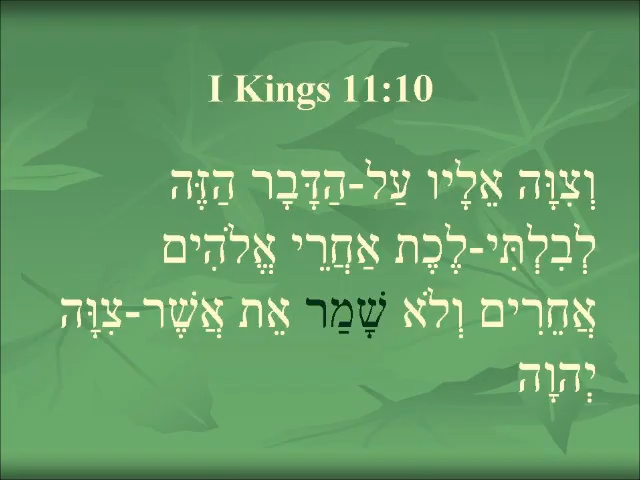 I Kings 11:10
וְצִוָּה אֵלָיו עַל-הַדָּבָר הַזֶּה
לְבִלְתִּי-לֶכֶת אַחֲרֵי אֱלֹהִים
אֲחֵרִים וְלֹא שָׁמַר אֵת אֲשֶׁר-צִוָּה
יְהוָה